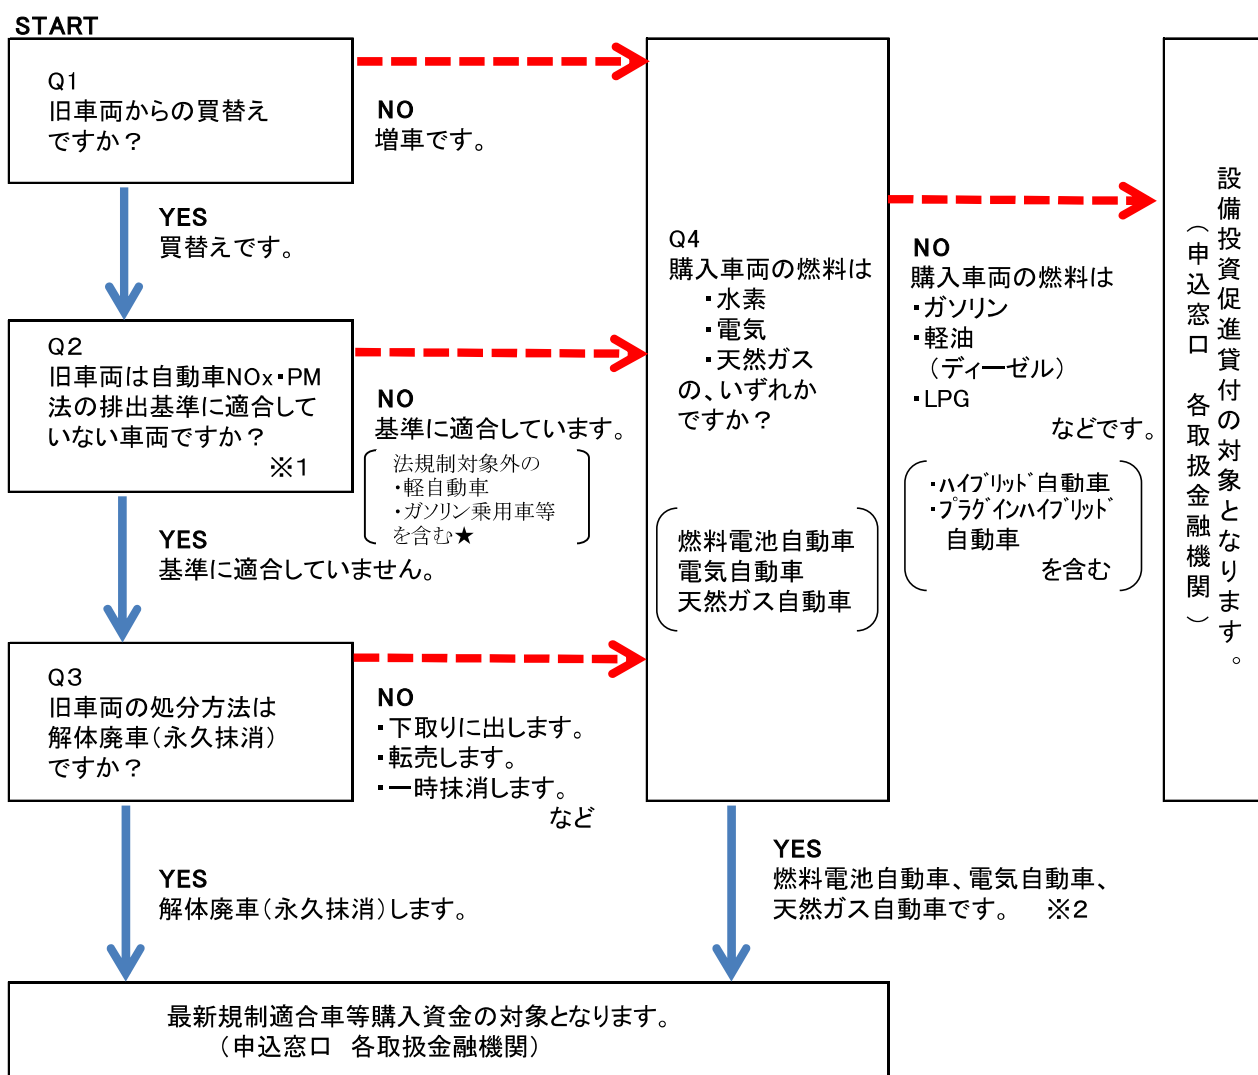 START
Q1
旧車両からの買替え
ですか？
NO
増車です。
YES
買替えです。
Q2
旧車両は自動車NOx・PM
法の排出基準に適合して
いない車両ですか？
※1
NO
基準に適合しています。
法規制対象外の
・軽自動車
・ガソリン乗用車等
を含む★
YES
基準に適合していません。
Q3
旧車両の処分方法は
解体廃車（永久抹消）
ですか？
NO
・下取りに出します。
・転売します。
・一時抹消します。
など
YES
解体廃車（永久抹消）します。
Q4
購入車両の燃料は
・水素
・電気
・天然ガス
の、いずれか
ですか？
燃料電池自動車
電気自動車
天然ガス自動車
NO
購入車両の燃料は
・ガソリン
・軽油
（ディーゼル）
・LPG
などです。
・ﾊｲﾌﾞﾘｯﾄﾞ自動車
・ﾌﾟﾗｸﾞｲﾝﾊｲﾌﾞﾘｯﾄﾞ
自動車
を含む
YES
燃料電池自動車、電気自動車、
天然ガス自動車です。　※2
設備投資促進貸付の対象となります。
（申込窓口　各取扱金融機関）
最新規制適合車等購入資金の対象となります。
（申込窓口　各取扱金融機関）